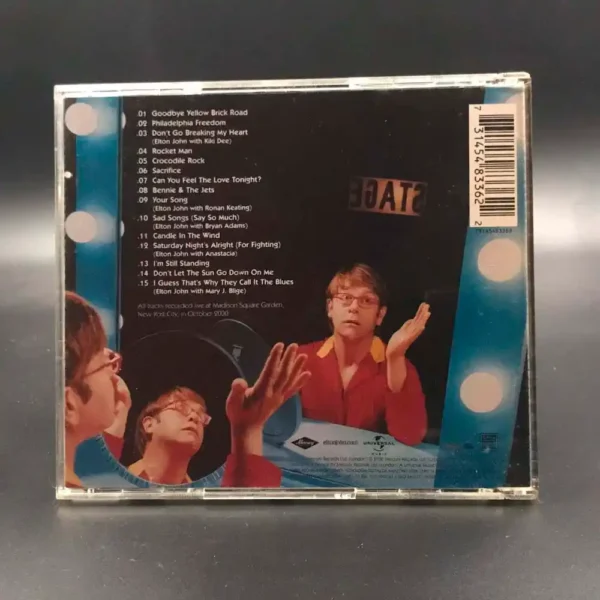 .01 Goodbye Yellow Brick Road
.02 Philadelphia Freedom
.03 Don't Go Breaking My Heart
(Elton John with Kiki Dee)
.04 Rocket Man
.05 Crocodile Rock
.06 Sacrifice
.07 Can You Feel The Love Tonight?
.08 Bennie & The Jets
.09 Your Song
(Elton John with Ronan Keating)
.10 Sad Songs (Say So Much)
(Elton John with Bryan Adams)
.11 Candle In The Wind
.12 Saturday Night's Alright (For Fighting)
(Elton John with Anastacia)
.13 I'm Still Standing
.14 Don't Let The Sun Go Down On Me
.15 I Guess That's Why They Call It The Blues
(Elton John with Mary J. Blige)
All tracks recorded live at Madison Square Garden,
New York City, in October 2000
STAGE
7 31454 83362 2
UNIVERSAL